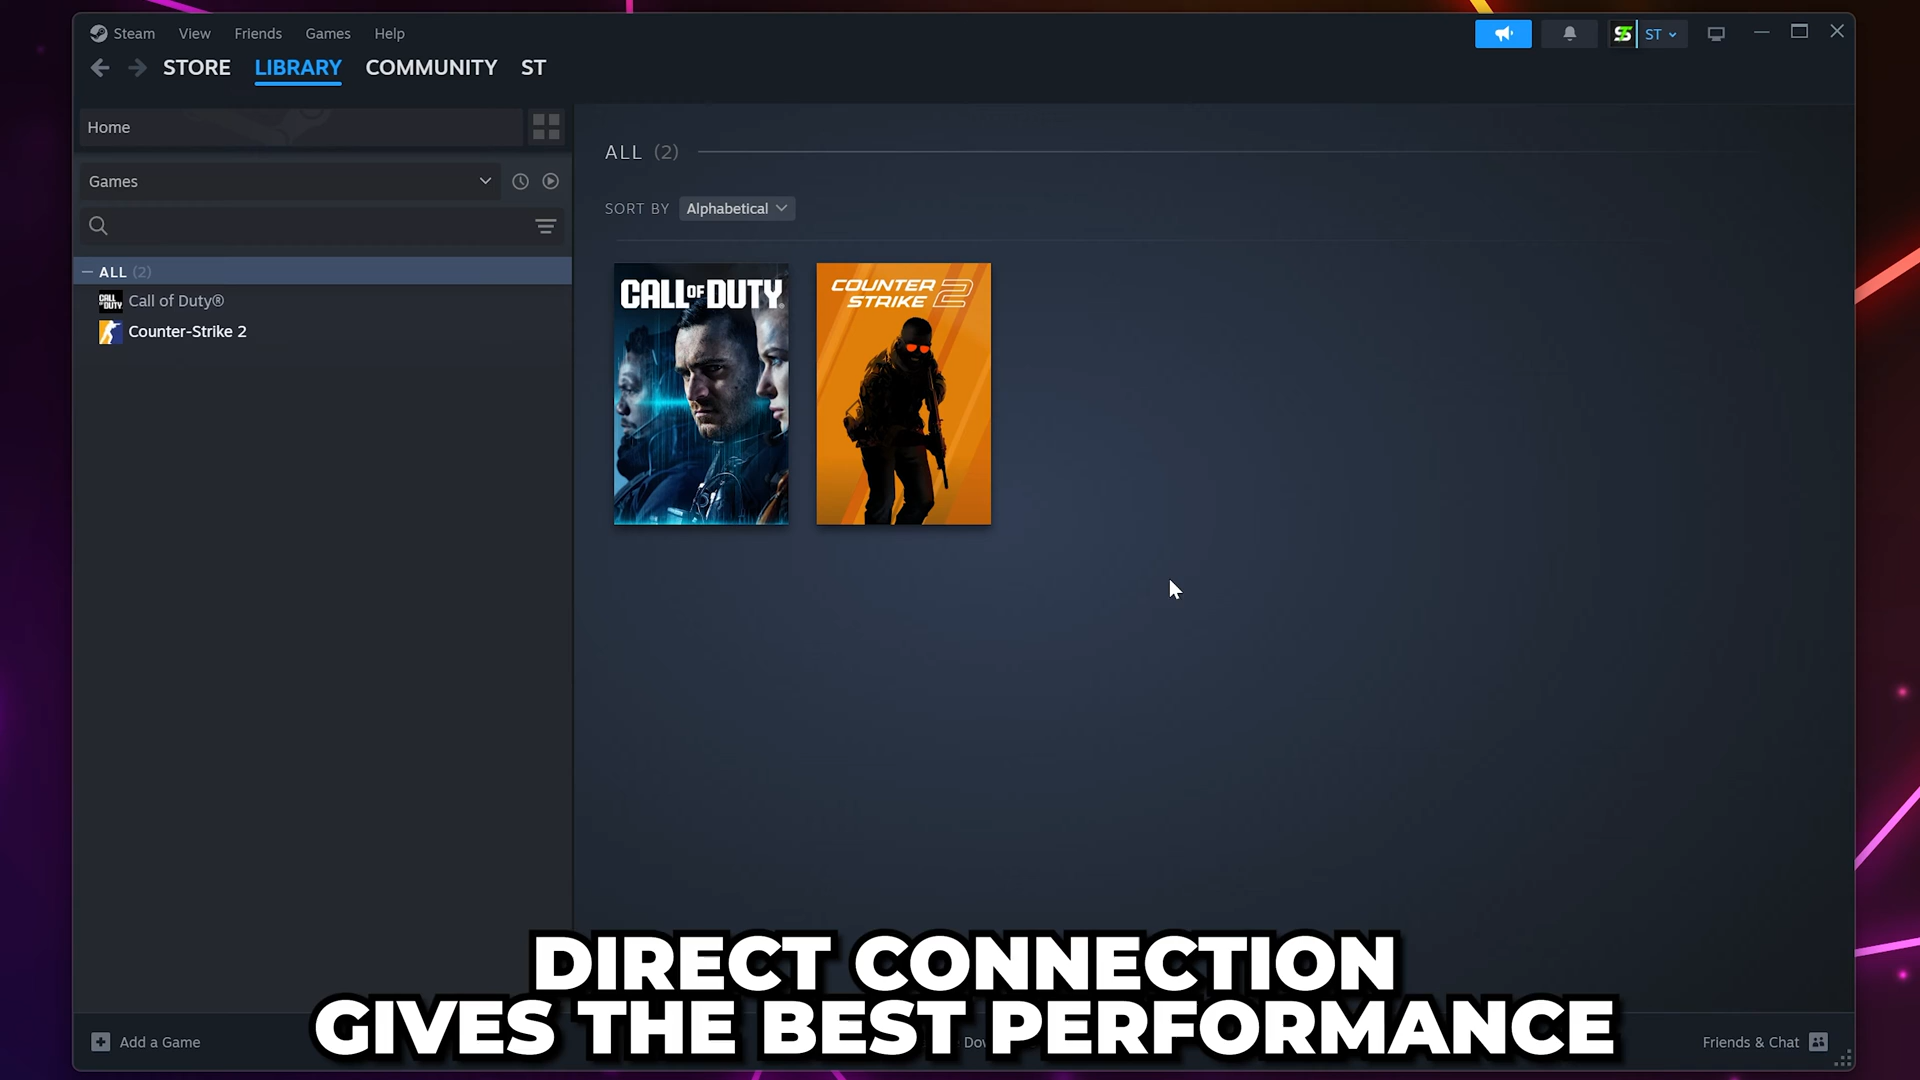 Steam View Friends Games Help
ST
STORE LIBRARY COMMUNITY ST
Home
Games
ALL (2)
Call of Duty®
Counter-Strike 2
ALL (2)
SORT BY Alphabetical
CALL OF DUTY
COUNTER
STRIKE 2
DIRECT CONNECTION
GIVES THE BEST PERFORMANCE
Add a Game
Friends & Chat